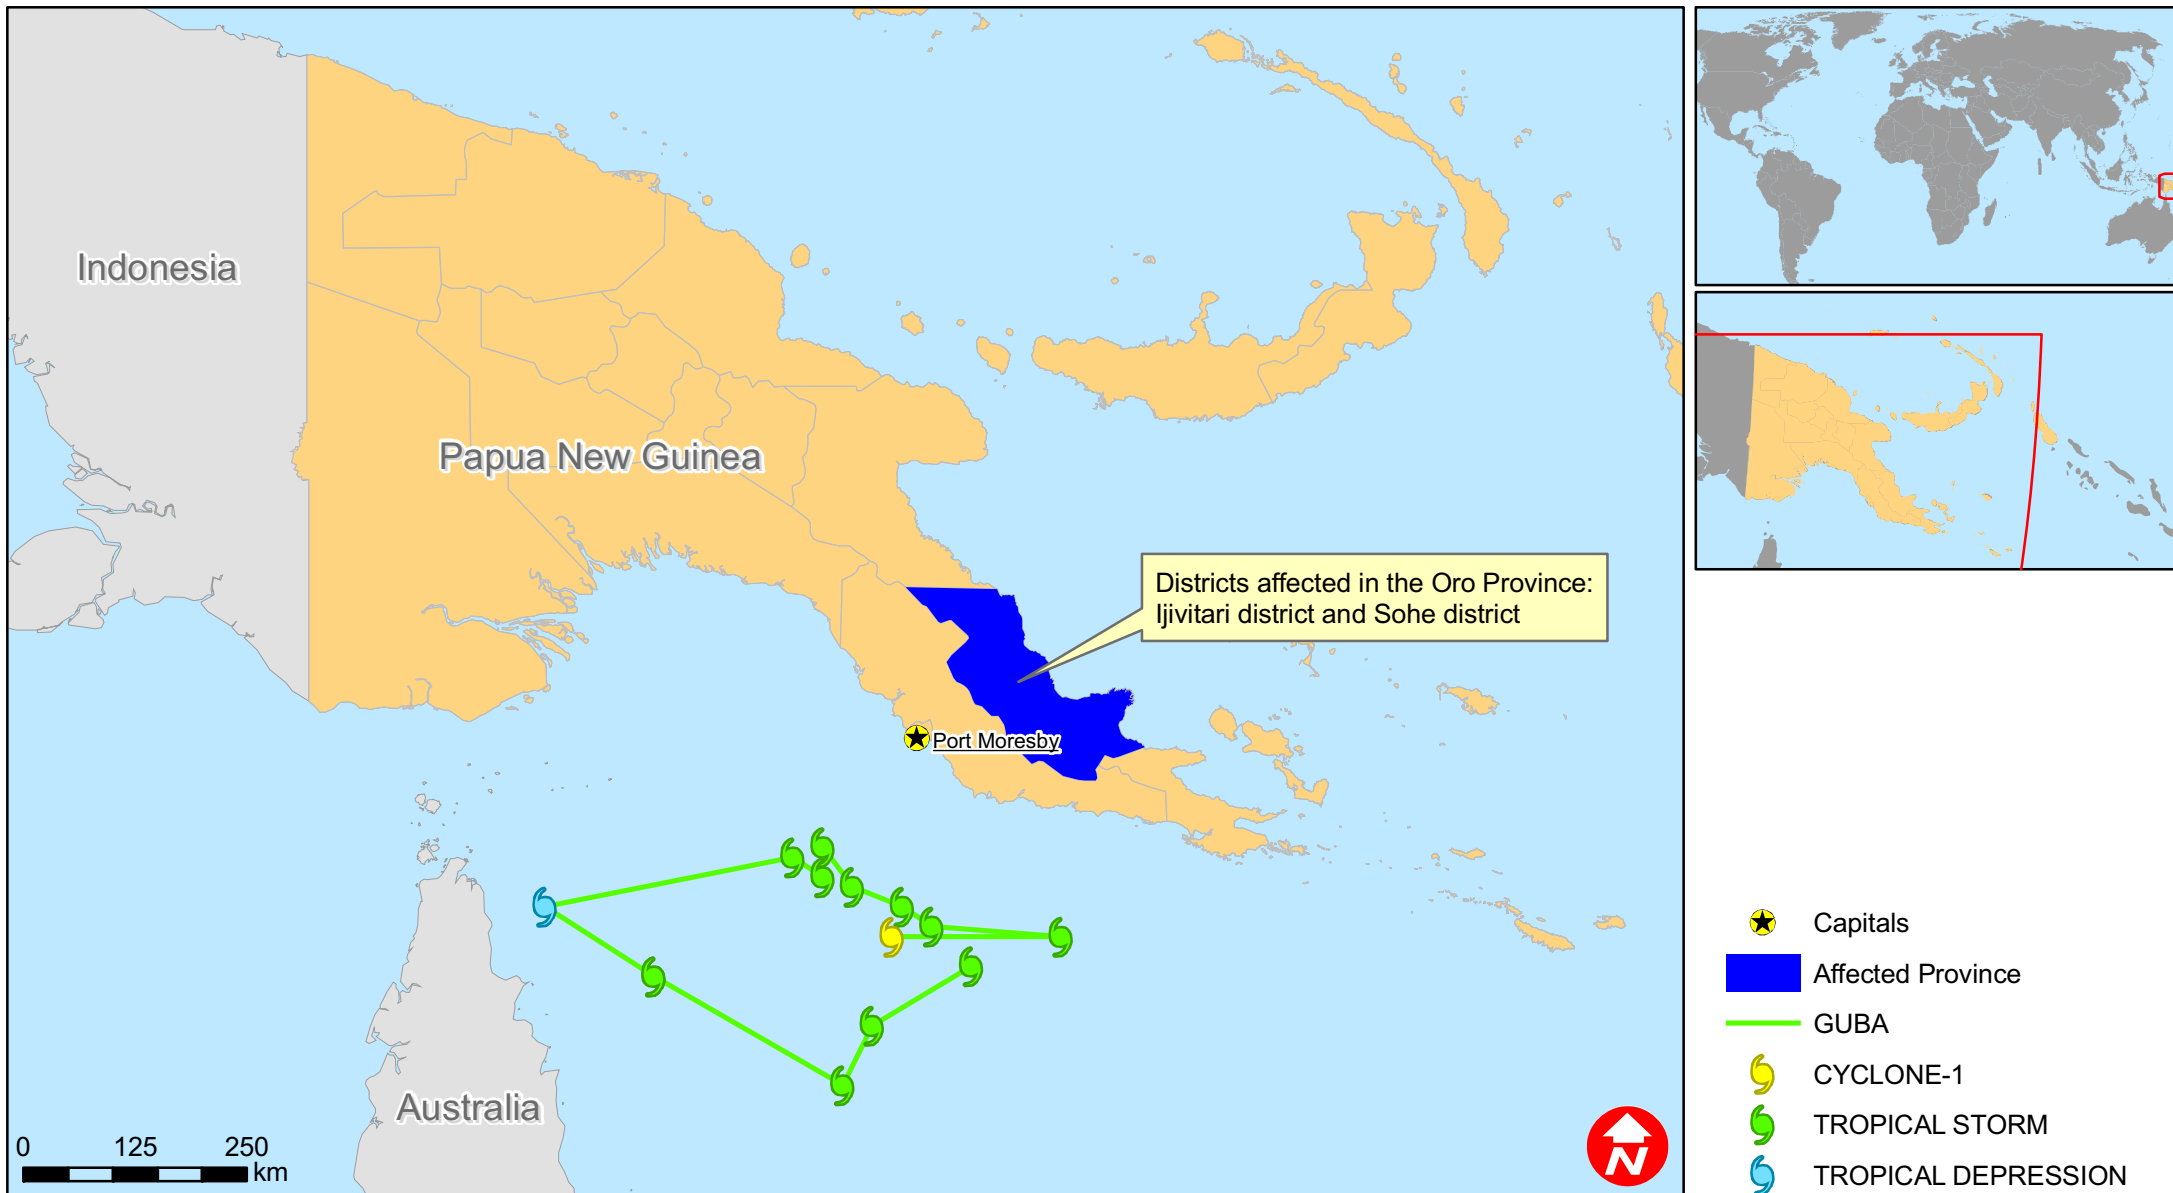 Indonesia
Papua New Guinea
Districts affected in the Oro Province:
Ijivitari district and Sohe district
Port Moresby
Australia
0 125 250
km
N
Capitals
Affected Province
GUBA
CYCLONE-1
TROPICAL STORM
TROPICAL DEPRESSION